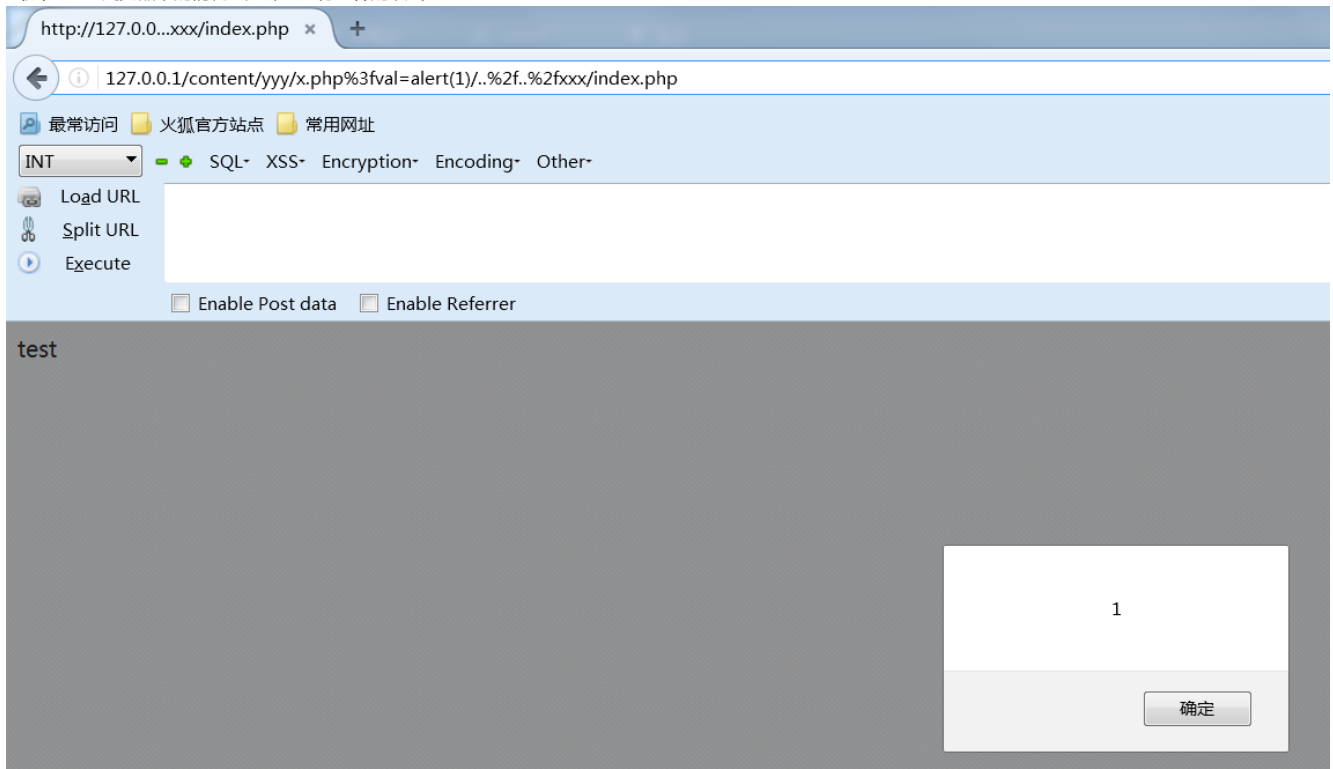 http://127.0.0...xxx/index.php × +
127.0.0.1/content/yyy/x.php%3fval=alert(1)/..%2f..%2fxxx/index.php
最常访问 火狐官方站点 常用网址
INT SQL- XSS- Encryption- Encoding- Other-
Load URL
Split URL
Execute
Enable Post data Enable Referrer
test
1
确定